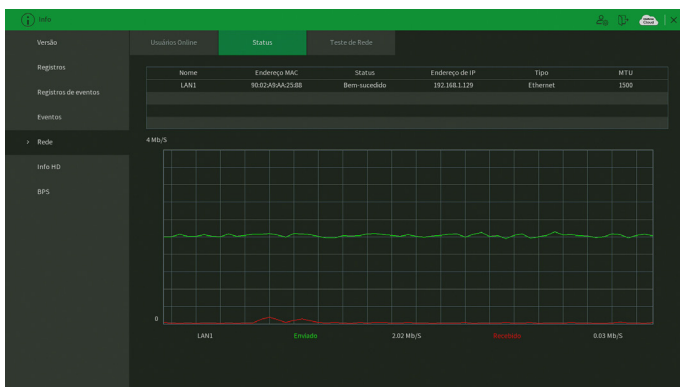 Info
Versão
Registros
Registros de eventos
Eventos
> Rede
Info HD
BPS
Usuários Online Status Teste de Rede
Nome Endereço MAC Status Endereço de IP Tipo MTU
LAN1 90:02:A9:AA:25:88 Bem-sucedido 192.168.1.129 Ethernet 1500
4 Mb/S
0
LAN1 Enviado 2.02 Mb/S Recebido 0.03 Mb/S